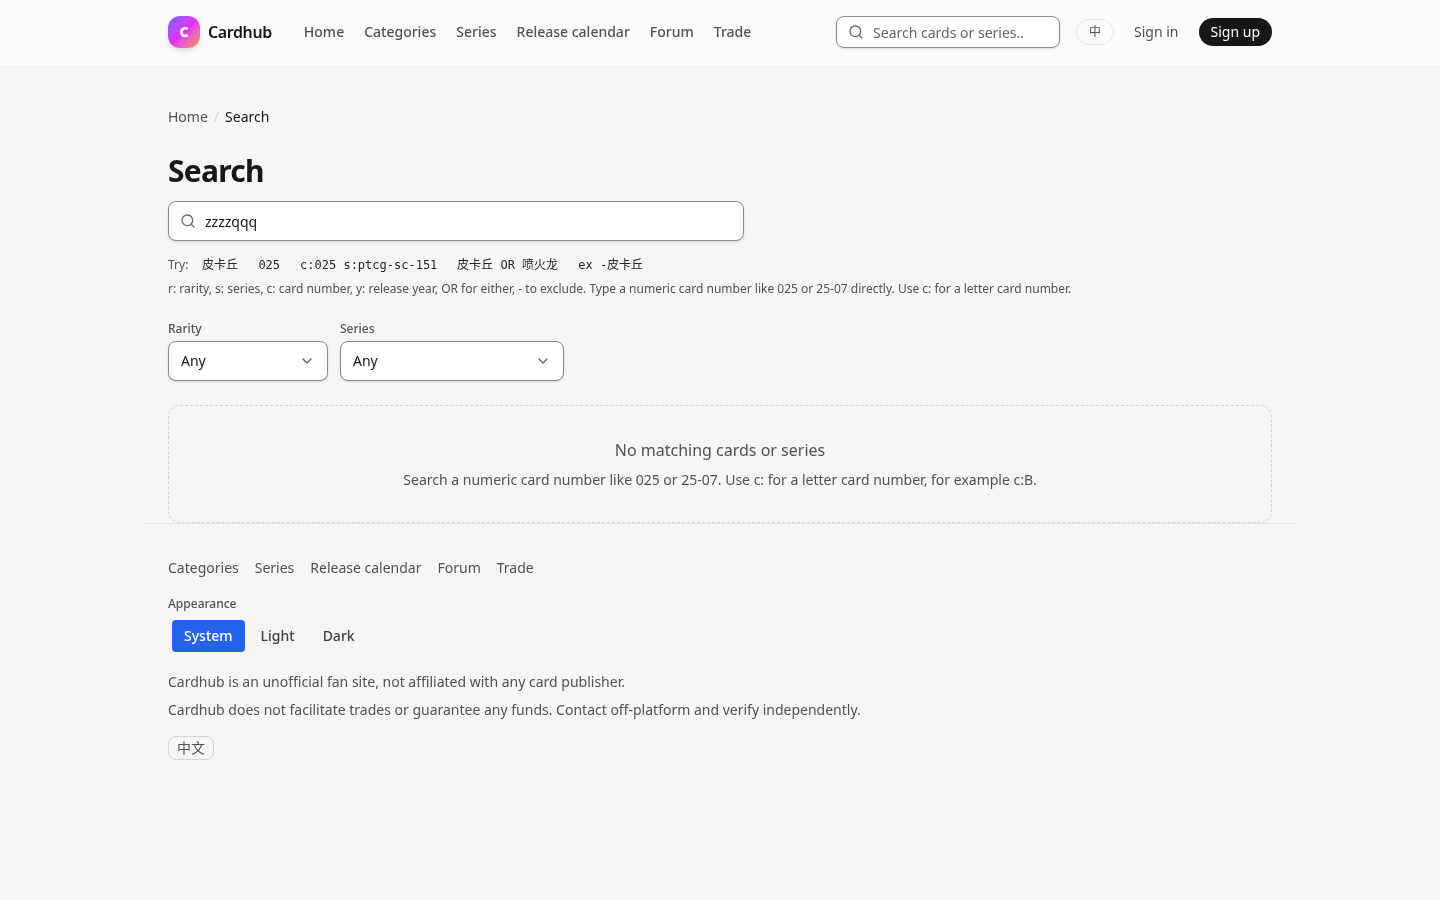 C Cardhub Home Categories Series Release calendar Forum Trade Search cards or series.. 中 Sign in Sign up
Home / Search
Search
zzzzqqq
Try: 皮卡丘 025 c:025 s:ptcg-sc-151 皮卡丘 OR 喷火龙 ex -皮卡丘
r: rarity, s: series, c: card number, y: release year, OR for either, - to exclude. Type a numeric card number like 025 or 25-07 directly. Use c: for a letter card number.
Rarity Series
Any Any
No matching cards or series
Search a numeric card number like 025 or 25-07. Use c: for a letter card number, for example c:B.
Categories Series Release calendar Forum Trade
Appearance
System Light Dark
Cardhub is an unofficial fan site, not affiliated with any card publisher.
Cardhub does not facilitate trades or guarantee any funds. Contact off-platform and verify independently.
中文